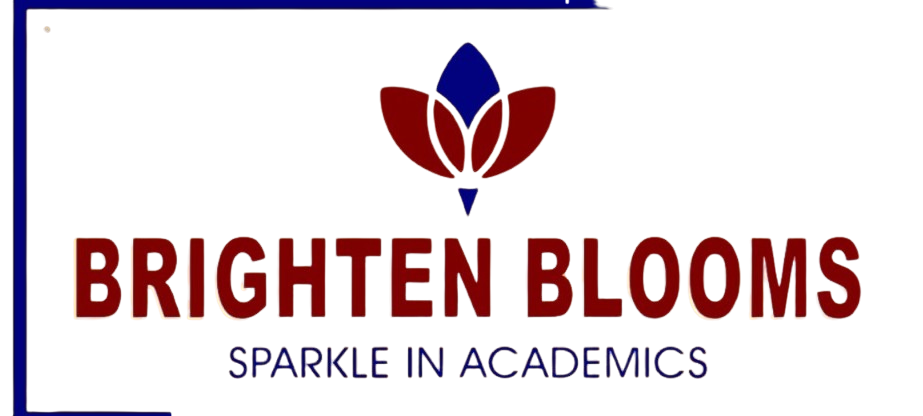 BRIGHTEN BLOOMS
SPARKLE IN ACADEMICS